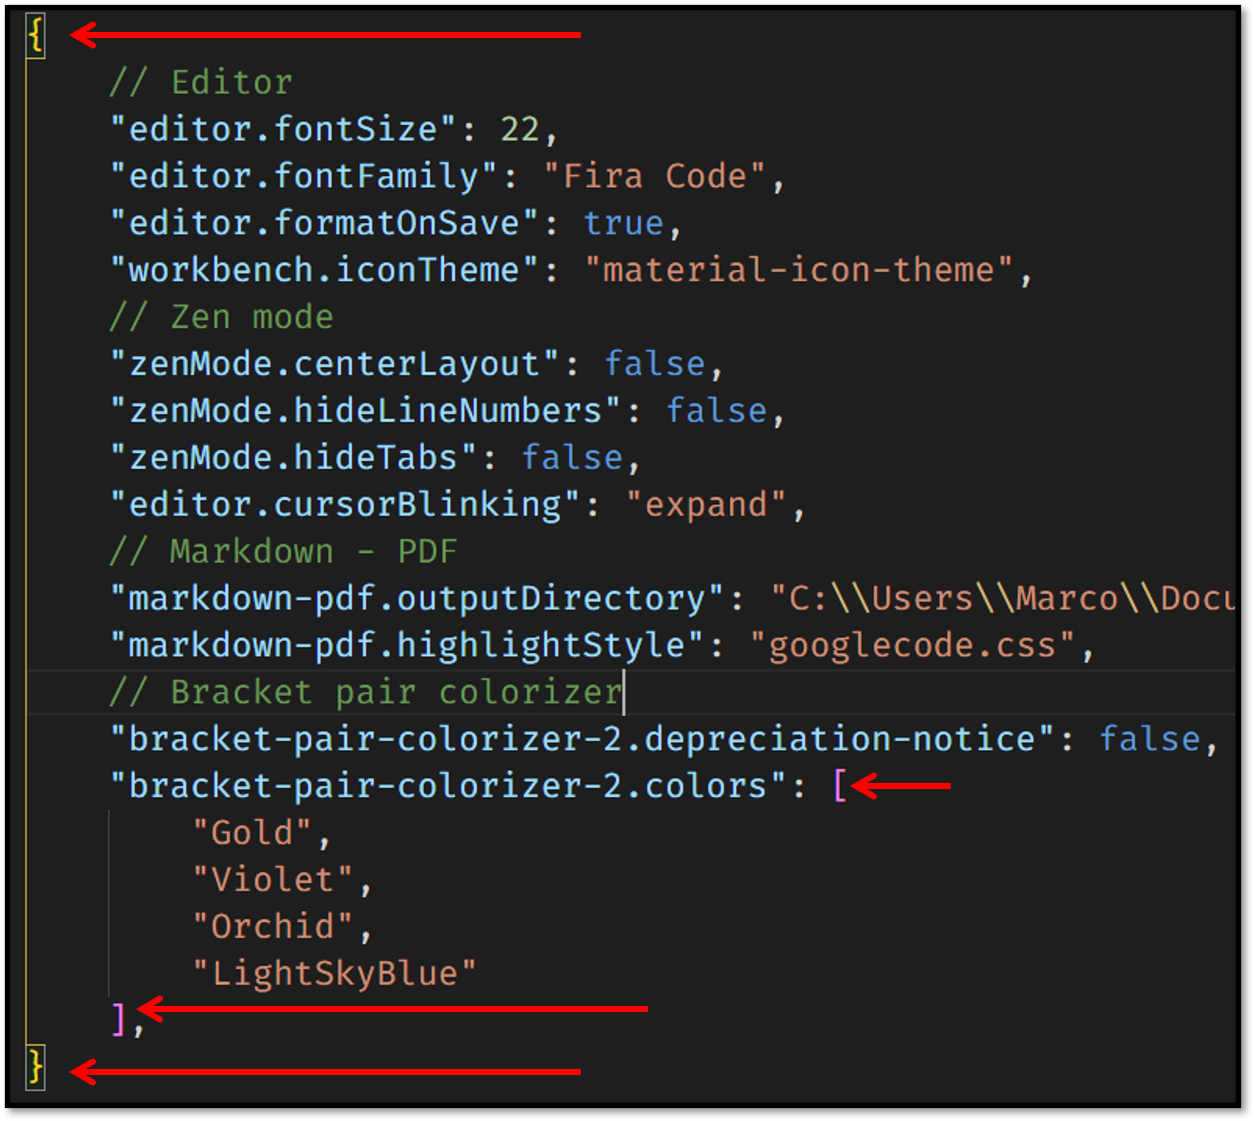 {
// Editor
"editor.fontSize": 22,
"editor.fontFamily": "Fira Code",
"editor.formatOnSave": true,
"workbench.iconTheme": "material-icon-theme",
// Zen mode
"zenMode.centerLayout": false,
"zenMode.hideLineNumbers": false,
"zenMode.hideTabs": false,
"editor.cursorBlinking": "expand",
// Markdown - PDF
"markdown-pdf.outputDirectory": "C:\\Users\\Marco\\Docu
"markdown-pdf.highlightStyle": "googlecode.css",
// Bracket pair colorizer
"bracket-pair-colorizer-2.depreciation-notice": false,
"bracket-pair-colorizer-2.colors": [
"Gold",
"Violet",
"Orchid",
"LightSkyBlue"
],
}